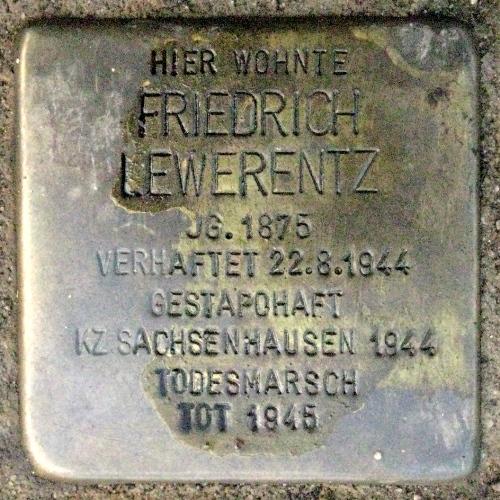 HIER WOHNTE
FRIEDRICH
LEWERENTZ
JG. 1875
VERHAFTET 22.8.1944
GESTAPOHAFT
KZ SACHSENHAUSEN 1944
TODESMARSCH
TOT 1945